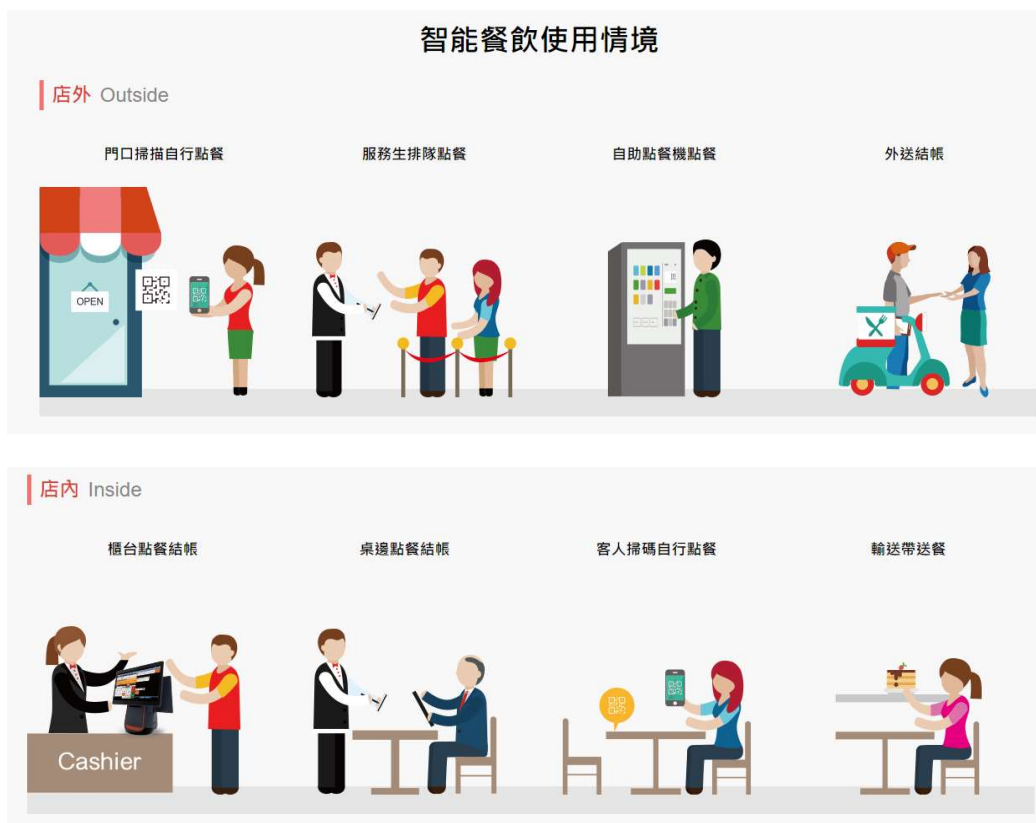 智能餐飲使用情境
店外 Outside
門口掃描自行點餐
服務生排隊點餐
自助點餐機點餐
外送結帳
OPEN
店內 Inside
櫃台點餐結帳
桌邊點餐結帳
客人掃碼自行點餐
輸送帶送餐
Cashier